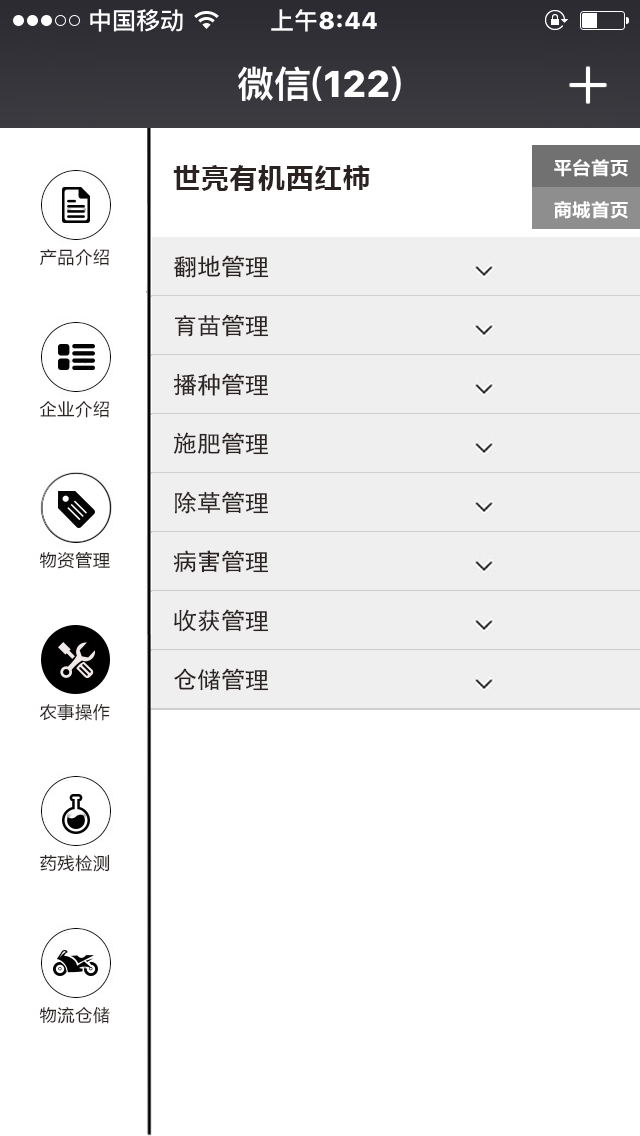 中国移动 上午8:44
微信(122)
世亮有机西红柿
平台首页
商城首页
产品介绍
企业介绍
物资管理
农事操作
药残检测
物流仓储
翻地管理
育苗管理
播种管理
施肥管理
除草管理
病害管理
收获管理
仓储管理